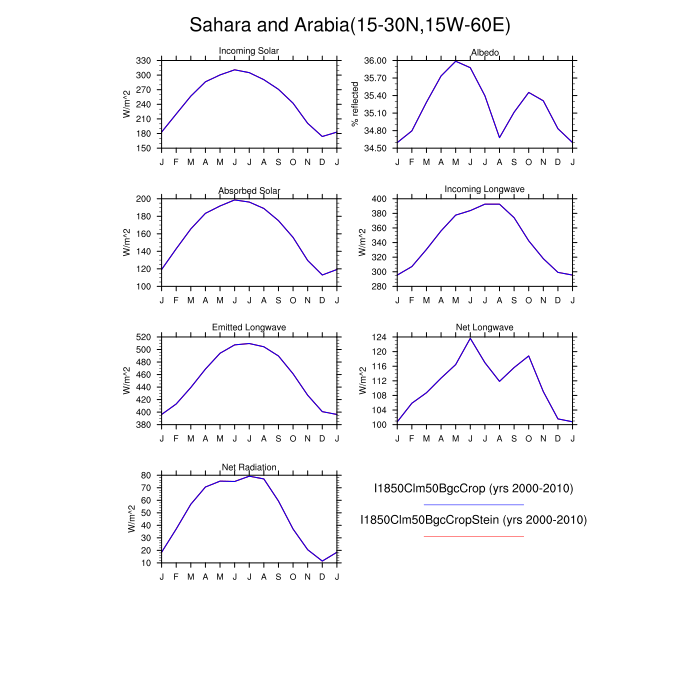 Sahara and Arabia(15-30N,15W-60E)
Incoming Solar
W/m^2
330
300
270
240
210
180
150
J F M A M J J A S O N D J
Albedo
% reflected
36.00
35.70
35.40
35.10
34.80
34.50
J F M A M J J A S O N D J
Absorbed Solar
W/m^2
200
180
160
140
120
100
J F M A M J J A S O N D J
Incoming Longwave
W/m^2
400
380
360
340
320
300
280
J F M A M J J A S O N D J
Emitted Longwave
W/m^2
520
500
480
460
440
420
400
380
J F M A M J J A S O N D J
Net Longwave
W/m^2
124
120
116
112
108
104
100
J F M A M J J A S O N D J
Net Radiation
W/m^2
80
70
60
50
40
30
20
10
J F M A M J J A S O N D J
I1850Clm50BgcCrop (yrs 2000-2010)
I1850Clm50BgcCropStein (yrs 2000-2010)